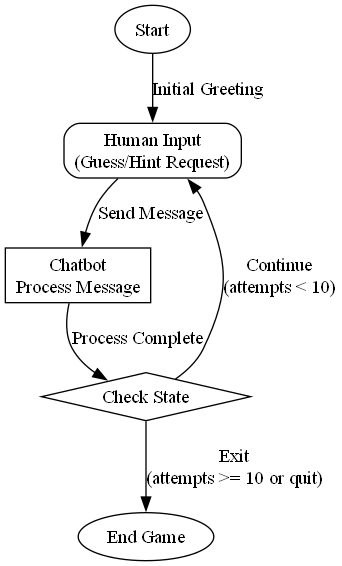 Start
Initial Greeting
Human Input
(Guess/Hint Request)
Send Message
Chatbot
Process Message
Continue
(attempts < 10)
Process Complete
Check State
Exit
(attempts >= 10 or quit)
End Game